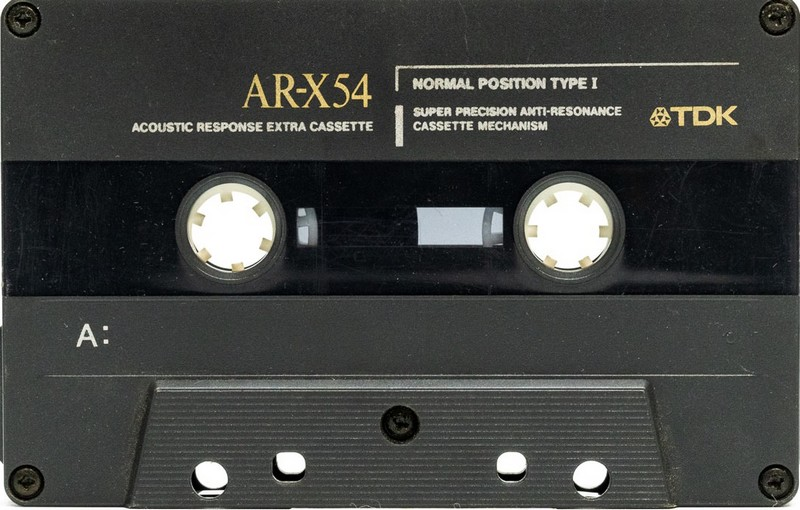 AR-X54
ACOUSTIC RESPONSE EXTRA CASSETTE
NORMAL POSITION TYPE I
SUPER PRECISION ANTI-RESONANCE
CASSETTE MECHANISM
TDK
A: